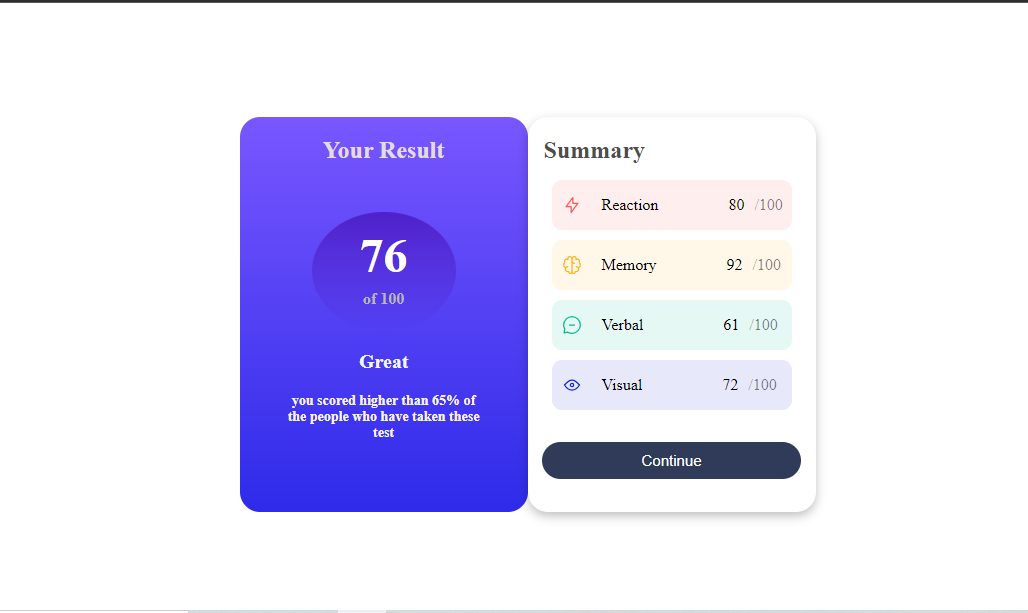 Your Result
76
of 100
Great
you scored higher than 65% of
the people who have taken these
test
Summary
Reaction 80 /100
Memory 92 /100
Verbal 61 /100
Visual 72 /100
Continue